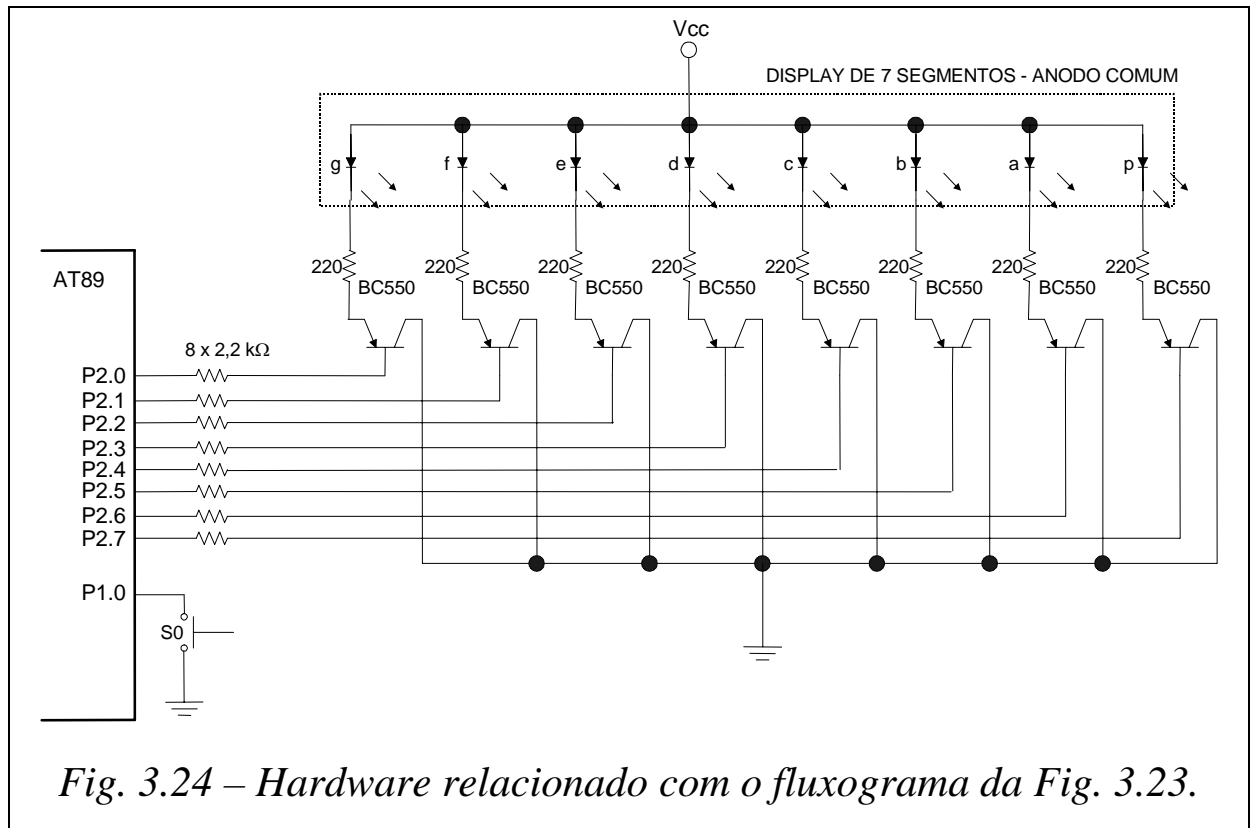 Vcc
DISPLAY DE 7 SEGMENTOS - ANODO COMUM
g f e d c b a p
220 220 220 220 220 220 220 220
BC550 BC550 BC550 BC550 BC550 BC550 BC550 BC550
AT89
8 x 2,2 kΩ
P2.0
P2.1
P2.2
P2.3
P2.4
P2.5
P2.6
P2.7
P1.0
S0
Fig. 3.24 – Hardware relacionado com o fluxograma da Fig. 3.23.